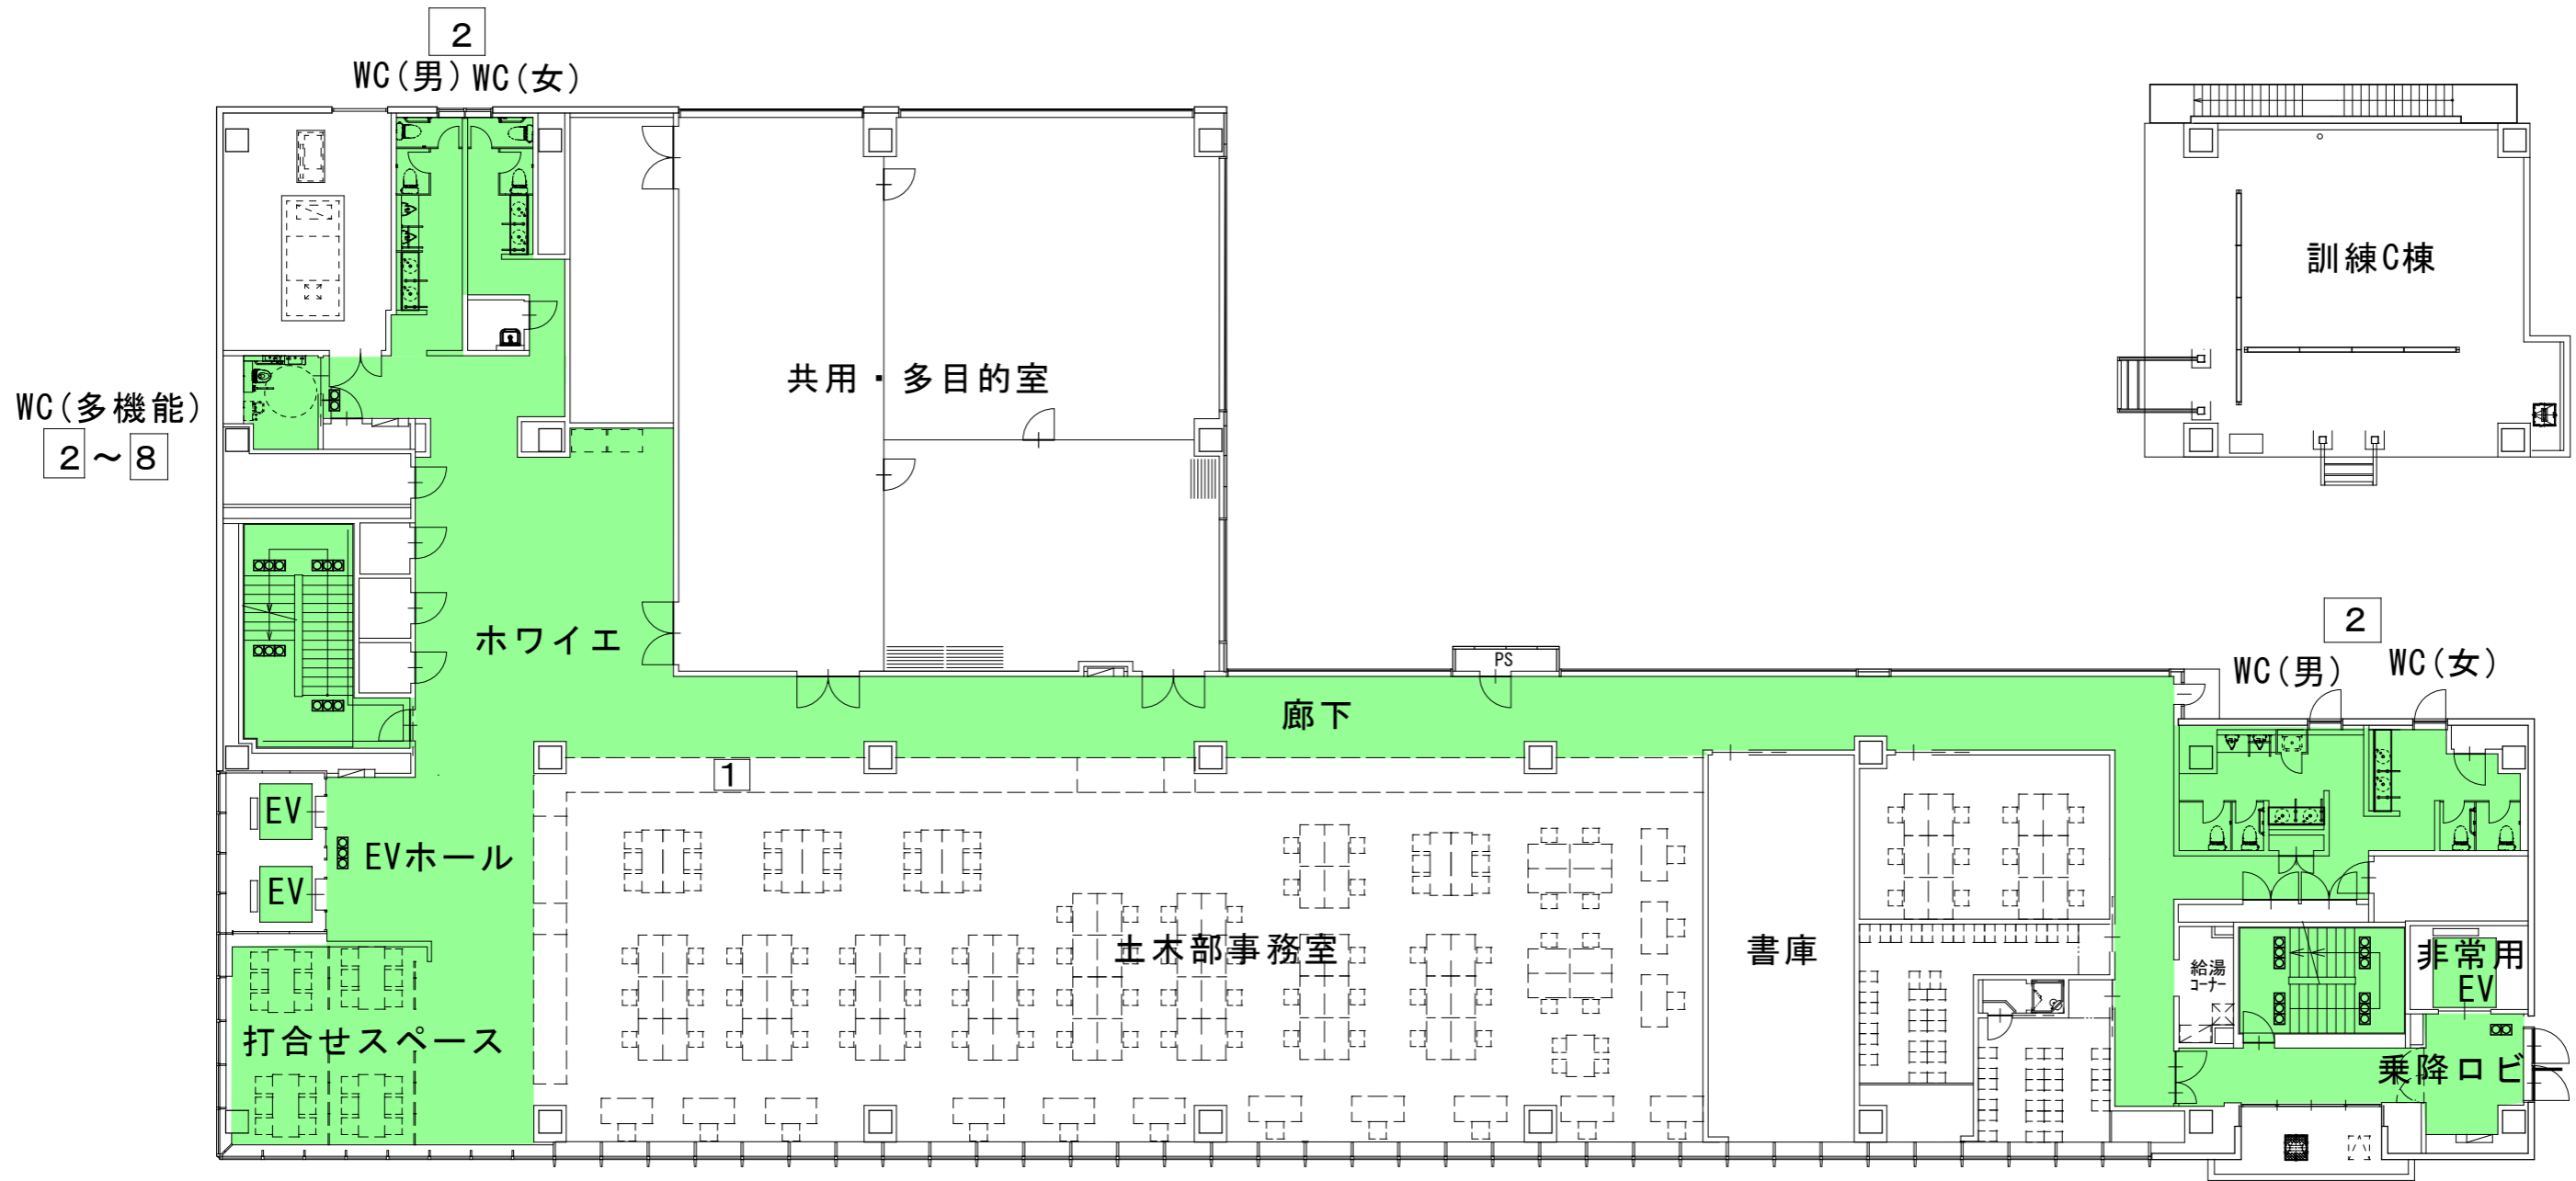 2
WC(男) WC(女)
訓練C棟
共用・多目的室
WC(多機能)
2～8
ホワイエ
2
WC(男) WC(女)
PS
廊下
1
EV
EVホール
EV
土木部事務室
書庫
給湯
コーナー
非常用
EV
打合せスペース
乗降ロビー